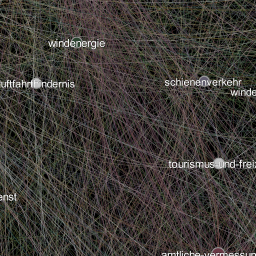 windenergie
luftfahrthindernis
schienenverkehr
winde
tourismus-und-freiz
enst
amtliche-vermessun